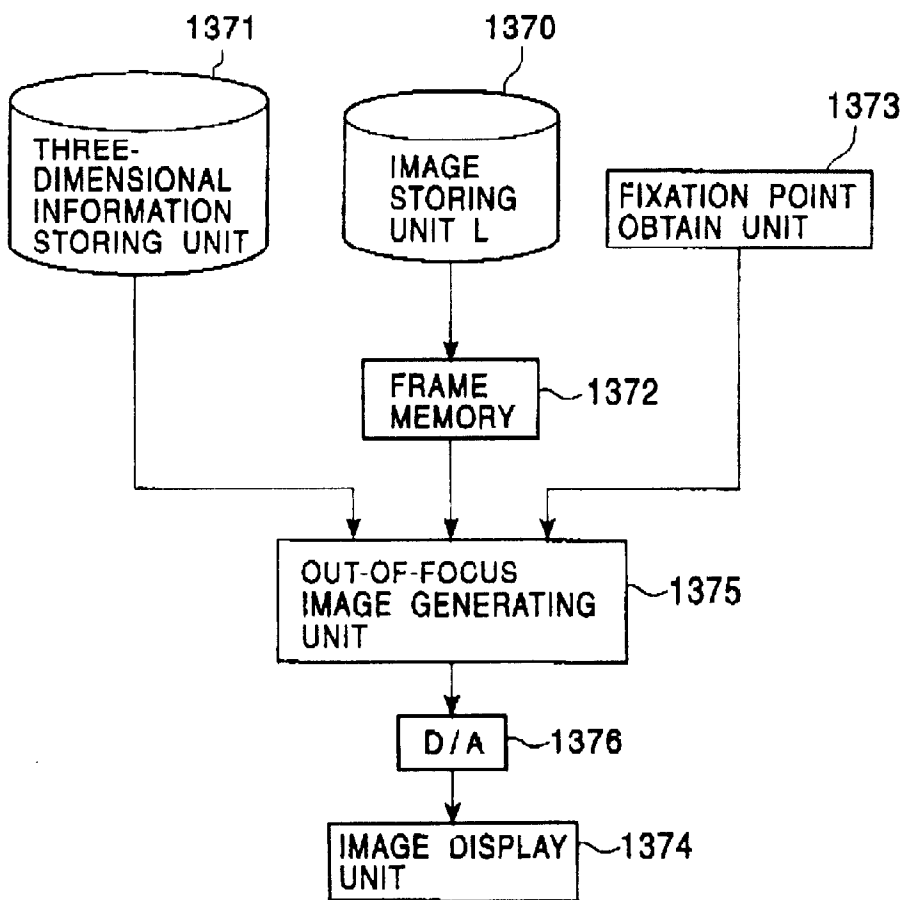 1371
1370
1373
THREE-
DIMENSIONAL
INFORMATION
STORING UNIT
IMAGE
STORING
UNIT L
FIXATION POINT
OBTAIN UNIT
FRAME
MEMORY
1372
OUT-OF-FOCUS
IMAGE GENERATING
UNIT
1375
D/A
1376
IMAGE DISPLAY
UNIT
1374